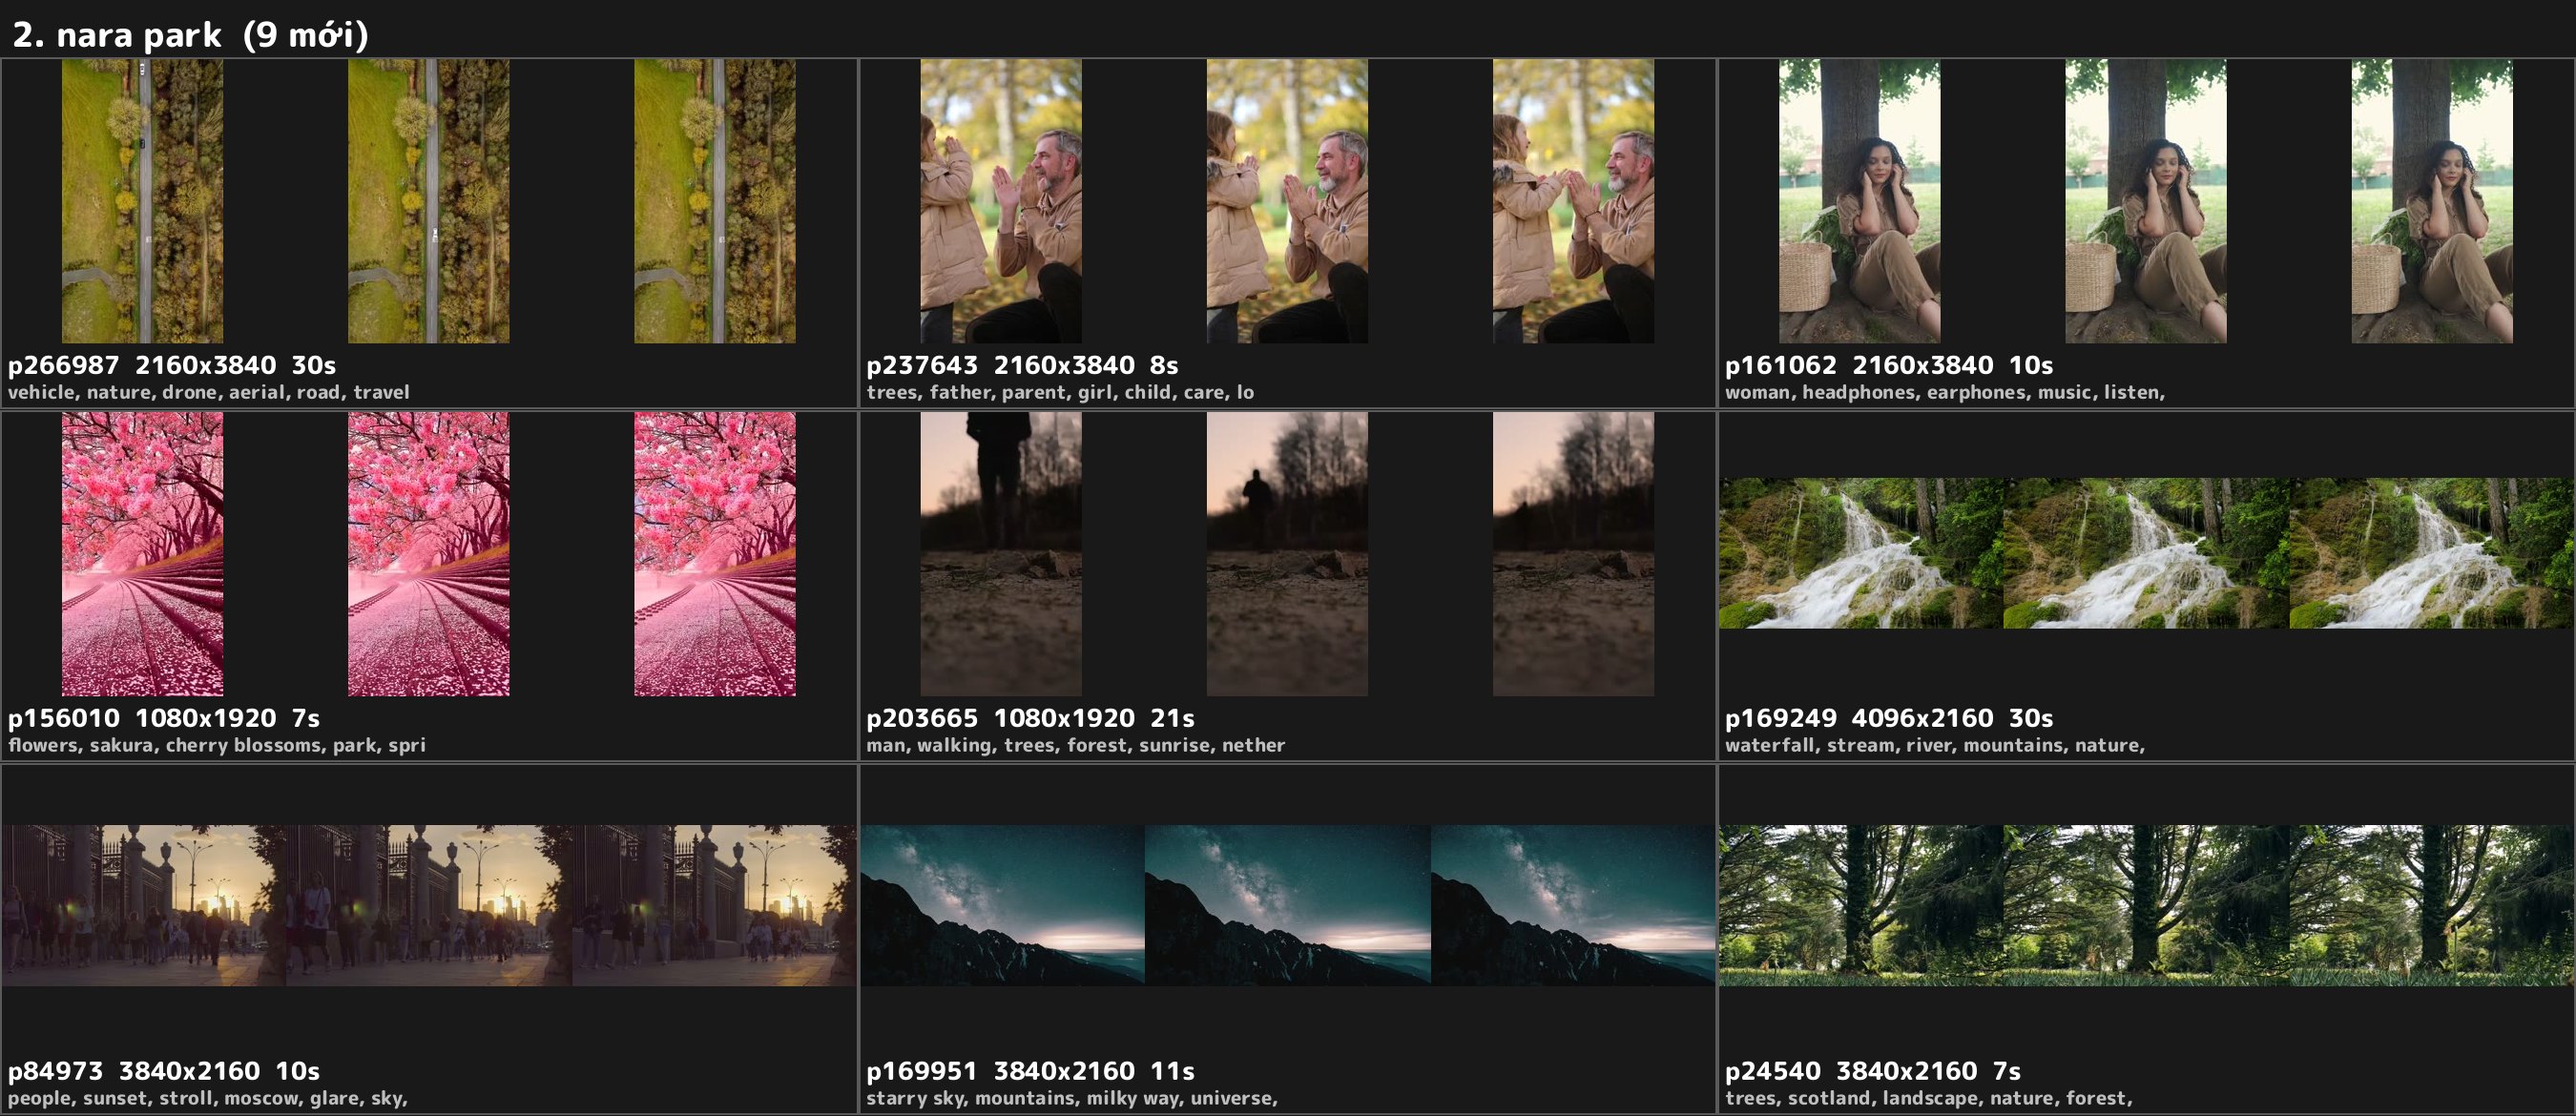 2. nara park (9 mới)
p266987 2160x3840 30s
vehicle, nature, drone, aerial, road, travel
p237643 2160x3840 8s
trees, father, parent, girl, child, care, lo
p161062 2160x3840 10s
woman, headphones, earphones, music, listen,
p156010 1080x1920 7s
flowers, sakura, cherry blossoms, park, spri
p203665 1080x1920 21s
man, walking, trees, forest, sunrise, nether
p169249 4096x2160 30s
waterfall, stream, river, mountains, nature,
p84973 3840x2160 10s
people, sunset, stroll, moscow, glare, sky,
p169951 3840x2160 11s
starry sky, mountains, milky way, universe,
p24540 3840x2160 7s
trees, scotland, landscape, nature, forest,